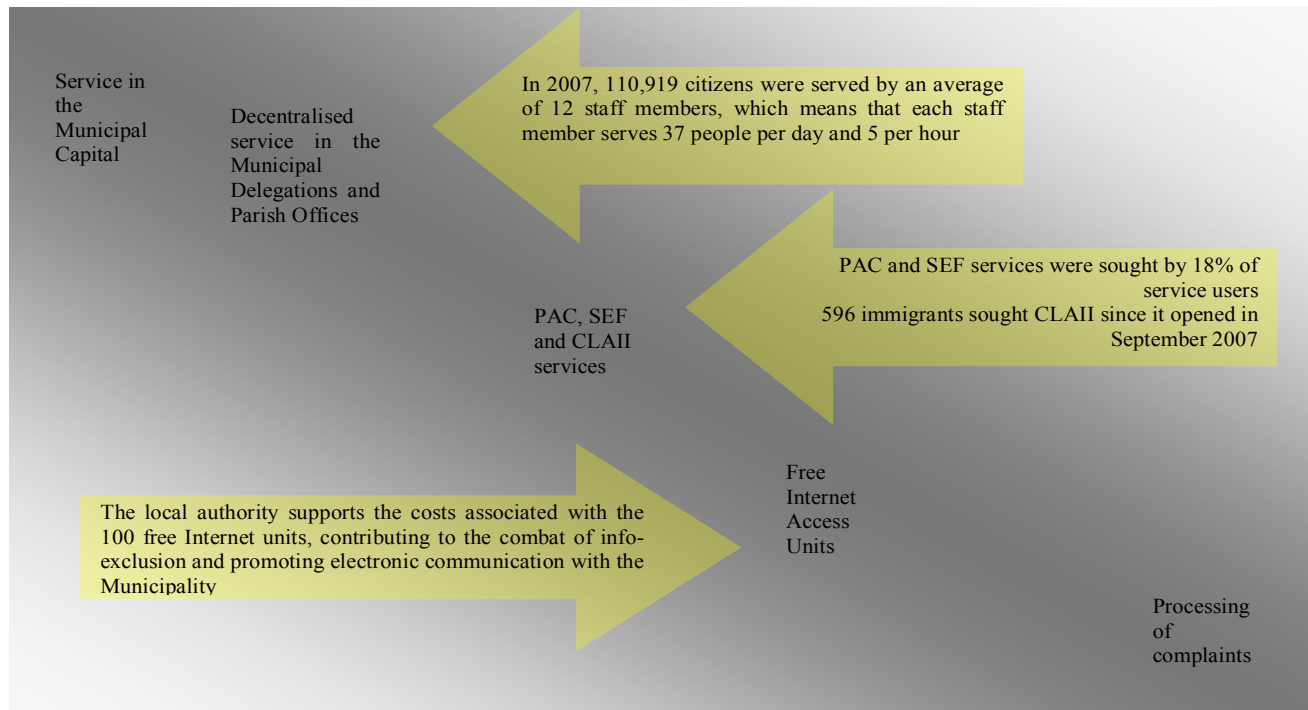 Service in
the
Municipal
Capital
Decentralised
service in the
Municipal
Delegations and
Parish Offices
In 2007, 110,919 citizens were served by an average
of 12 staff members, which means that each staff
member serves 37 people per day and 5 per hour
PAC and SEF services were sought by 18% of
service users
596 immigrants sought CLAII since it opened in
September 2007
PAC, SEF
and CLAII
services
Free
Internet
Access
Units
The local authority supports the costs associated with the
100 free Internet units, contributing to the combat of info-
exclusion and promoting electronic communication with the
Municipality
Processing
of
complaints